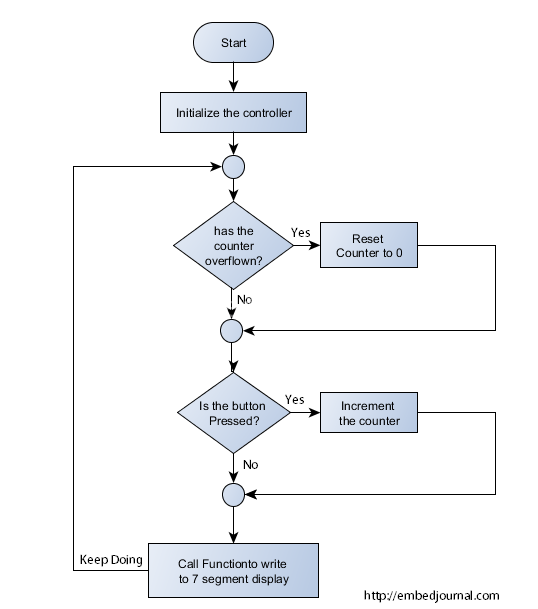 Start
Initialize the controller
has the
counter
overflown?
Yes
Reset
Counter to 0
No
Is the button
Pressed?
Yes
Increment
the counter
No
Keep Doing
Call Functionto write
to 7 segment display
http://embedjournal.com